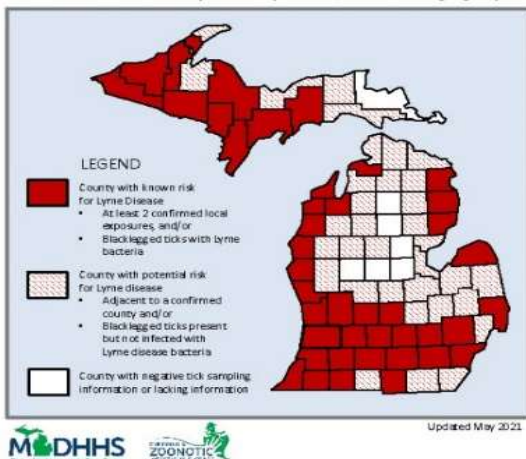 LEGEND
County with known risk
for Lyme Disease
• At least 2 confirmed local
exposures, and/or
• Blacklegged ticks with Lyme
bacteria
County with potential risk
for Lyme disease
• Adjacent to a confirmed
county and/or
• Blacklegged ticks present
but not infected with
Lyme disease bacteria
County with negative tick sampling
information or lacking information
Updated May 2021
MDHHS
ZOONOTIC